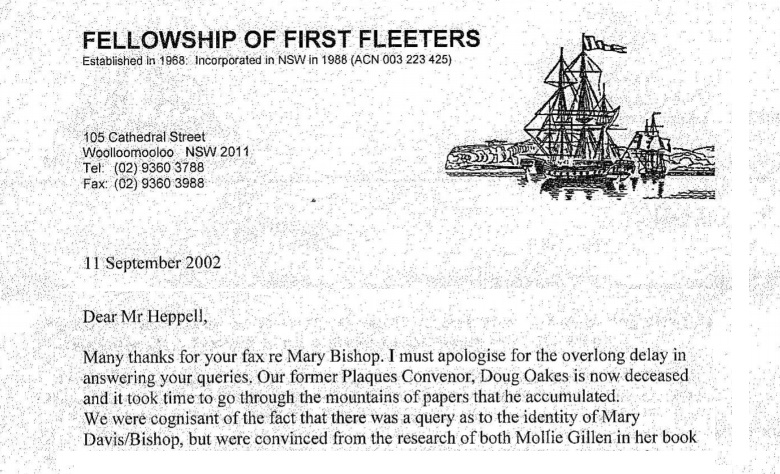 FELLOWSHIP OF FIRST FLEETERS
Established in 1968: Incorporated in NSW in 1988 (ACN 003 223 425)
105 Cathedral Street
Woolloomooloo NSW 2011
Tel: (02) 9360 3788
Fax: (02) 9360 3988
11 September 2002
Dear Mr Heppell,
Many thanks for your fax re Mary Bishop. I must apologise for the overlong delay in
answering your queries. Our former Plaques Convenor, Doug Oakes is now deceased
and it took time to go through the mountains of papers that he accumulated.
We were cognisant of the fact that there was a query as to the identity of Mary
Davis/Bishop, but were convinced from the research of both Mollie Gillen in her book